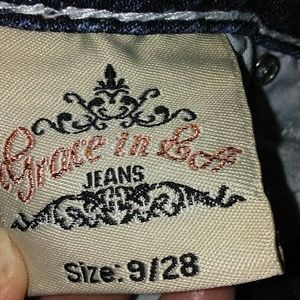 Grace in LA
JEANS
Size: 9/28